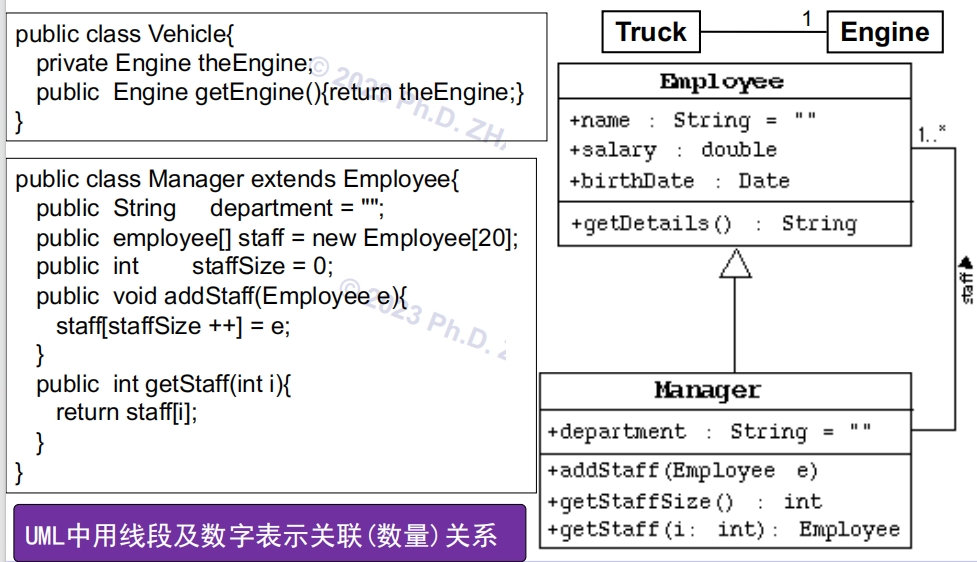 public class Vehicle{
private Engine theEngine;
public Engine getEngine(){return theEngine;}
}
public class Manager extends Employee{
public String department = "";
public employee[] staff = new Employee[20];
public int staffSize = 0;
public void addStaff(Employee e){
staff[staffSize ++] = e;
}
public int getStaff(int i){
return staff[i];
}
}
UML中用线段及数字表示关联(数量)关系
Truck
1
Engine
Employee
+name : String = ""
+salary : double
+birthDate : Date
+getDetails() : String
1..*
staff
Manager
+department : String = ""
+addStaff(Employee e)
+getStaffSize() : int
+getStaff(i: int): Employee
© 2023 Ph.D.
© 2023 Ph.D.